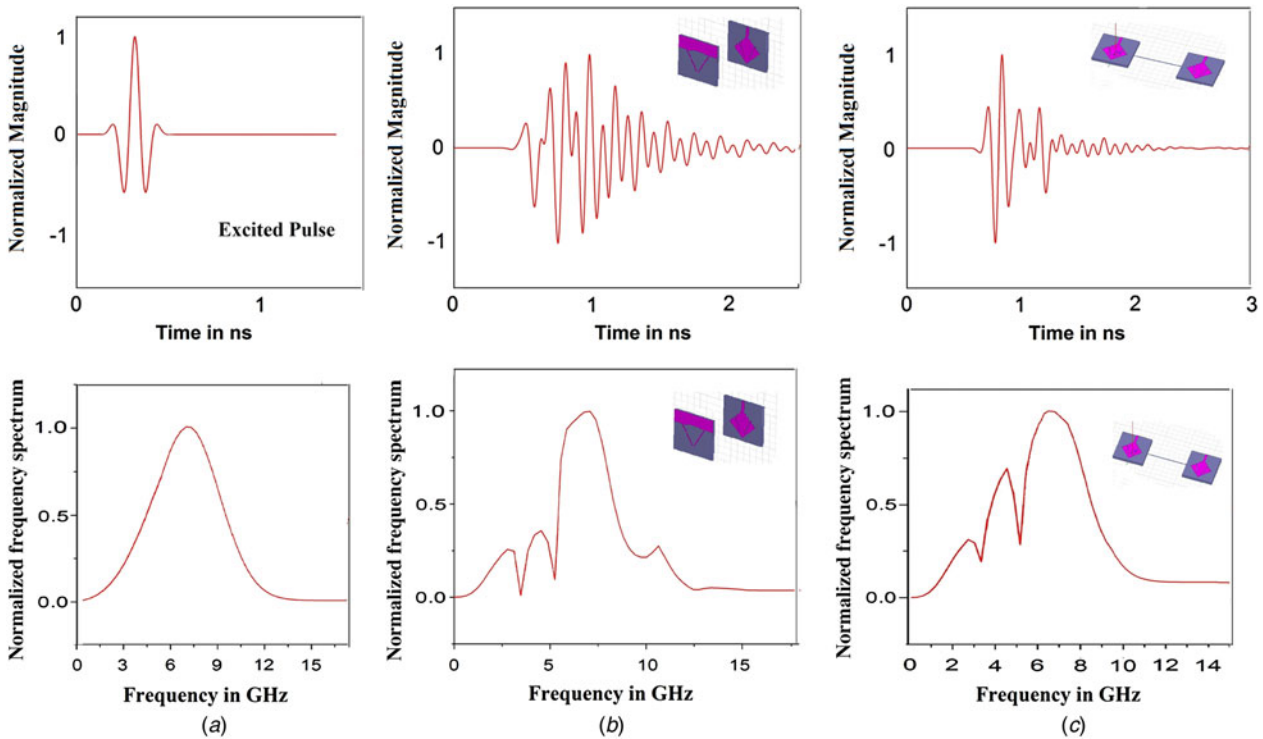 Normalized Magnitude
1
0
-1
Excited Pulse
0
1
Time in ns
Normalized Magnitude
1
0
-1
0
1
2
Time in ns
Normalized Magnitude
1
0
-1
0
1
2
3
Time in ns
Normalized frequency spectrum
1.0
0.5
0.0
0 3 6 9 12 15
Frequency in GHz
(a)
Normalized frequency spectrum
1.0
0.5
0.0
0 5 10 15
Frequency in GHz
(b)
Normalized frequency spectrum
1.0
0.5
0.0
0 2 4 6 8 10 12 14
Frequency in GHz
(c)